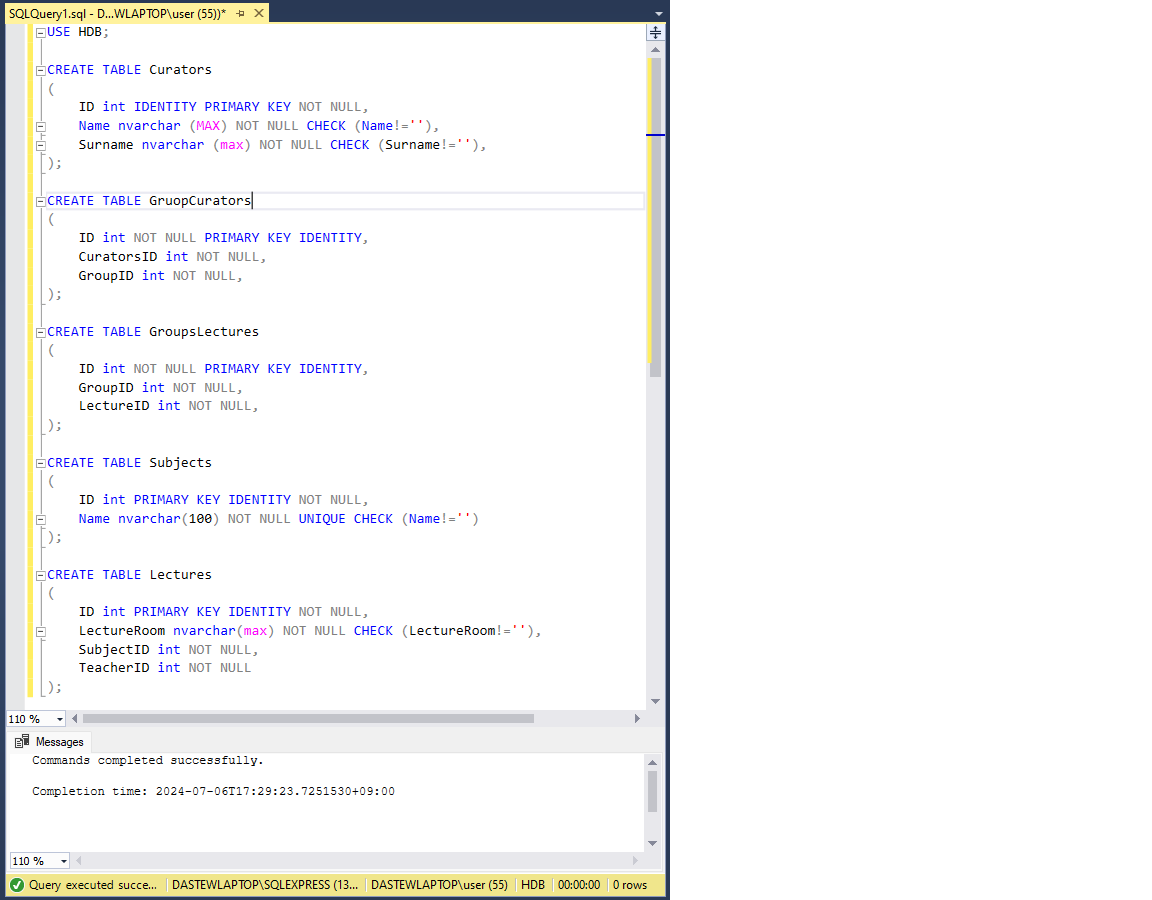 SQLQuery1.sql - D...WLAPTOP\user (55))*
USE HDB;
CREATE TABLE Curators
(
ID int IDENTITY PRIMARY KEY NOT NULL,
Name nvarchar (MAX) NOT NULL CHECK (Name!=''),
Surname nvarchar (max) NOT NULL CHECK (Surname!=''),
);
CREATE TABLE GruopCurators
(
ID int NOT NULL PRIMARY KEY IDENTITY,
CuratorsID int NOT NULL,
GroupID int NOT NULL,
);
CREATE TABLE GroupsLectures
(
ID int NOT NULL PRIMARY KEY IDENTITY,
GroupID int NOT NULL,
LectureID int NOT NULL,
);
CREATE TABLE Subjects
(
ID int PRIMARY KEY IDENTITY NOT NULL,
Name nvarchar(100) NOT NULL UNIQUE CHECK (Name!='')
);
CREATE TABLE Lectures
(
ID int PRIMARY KEY IDENTITY NOT NULL,
LectureRoom nvarchar(max) NOT NULL CHECK (LectureRoom!=''),
SubjectID int NOT NULL,
TeacherID int NOT NULL
);
110 %
Messages
Commands completed successfully.
Completion time: 2024-07-06T17:29:23.7251530+09:00
110 %
Query executed succe... DASTEWLAPTOP\SQLEXPRESS (13... DASTEWLAPTOP\user (55) HDB 00:00:00 0 rows